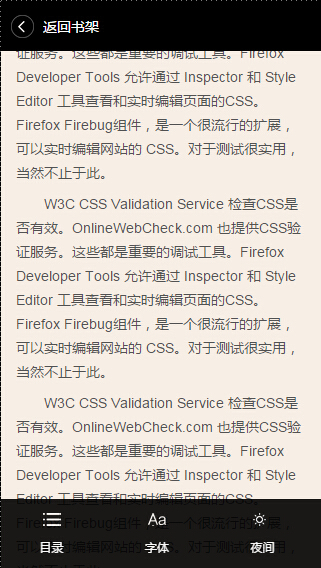 返回书架
证服务。这些都是重要的调试工具。Firefox
Developer Tools 允许通过 Inspector 和 Style
Editor 工具查看和实时编辑页面的CSS。
Firefox Firebug组件，是一个很流行的扩展，
可以实时编辑网站的 CSS。对于测试很实用，
当然不止于此。
W3C CSS Validation Service 检查CSS是
否有效。OnlineWebCheck.com 也提供CSS验
证服务。这些都是重要的调试工具。Firefox
Developer Tools 允许通过 Inspector 和 Style
Editor 工具查看和实时编辑页面的CSS。
Firefox Firebug组件，是一个很流行的扩展，
可以实时编辑网站的 CSS。对于测试很实用，
当然不止于此。
W3C CSS Validation Service 检查CSS是
否有效。OnlineWebCheck.com 也提供CSS验
证服务。这些都是重要的调试工具。Firefox
Developer Tools 允许通过 Inspector 和 Style
Editor 工具查看和实时编辑页面的CSS。
Firefox Firebug组件，是一个很流行的扩展，
可以实时编辑网站的 CSS。对于测试很实用，
Aa
目录 字体 夜间